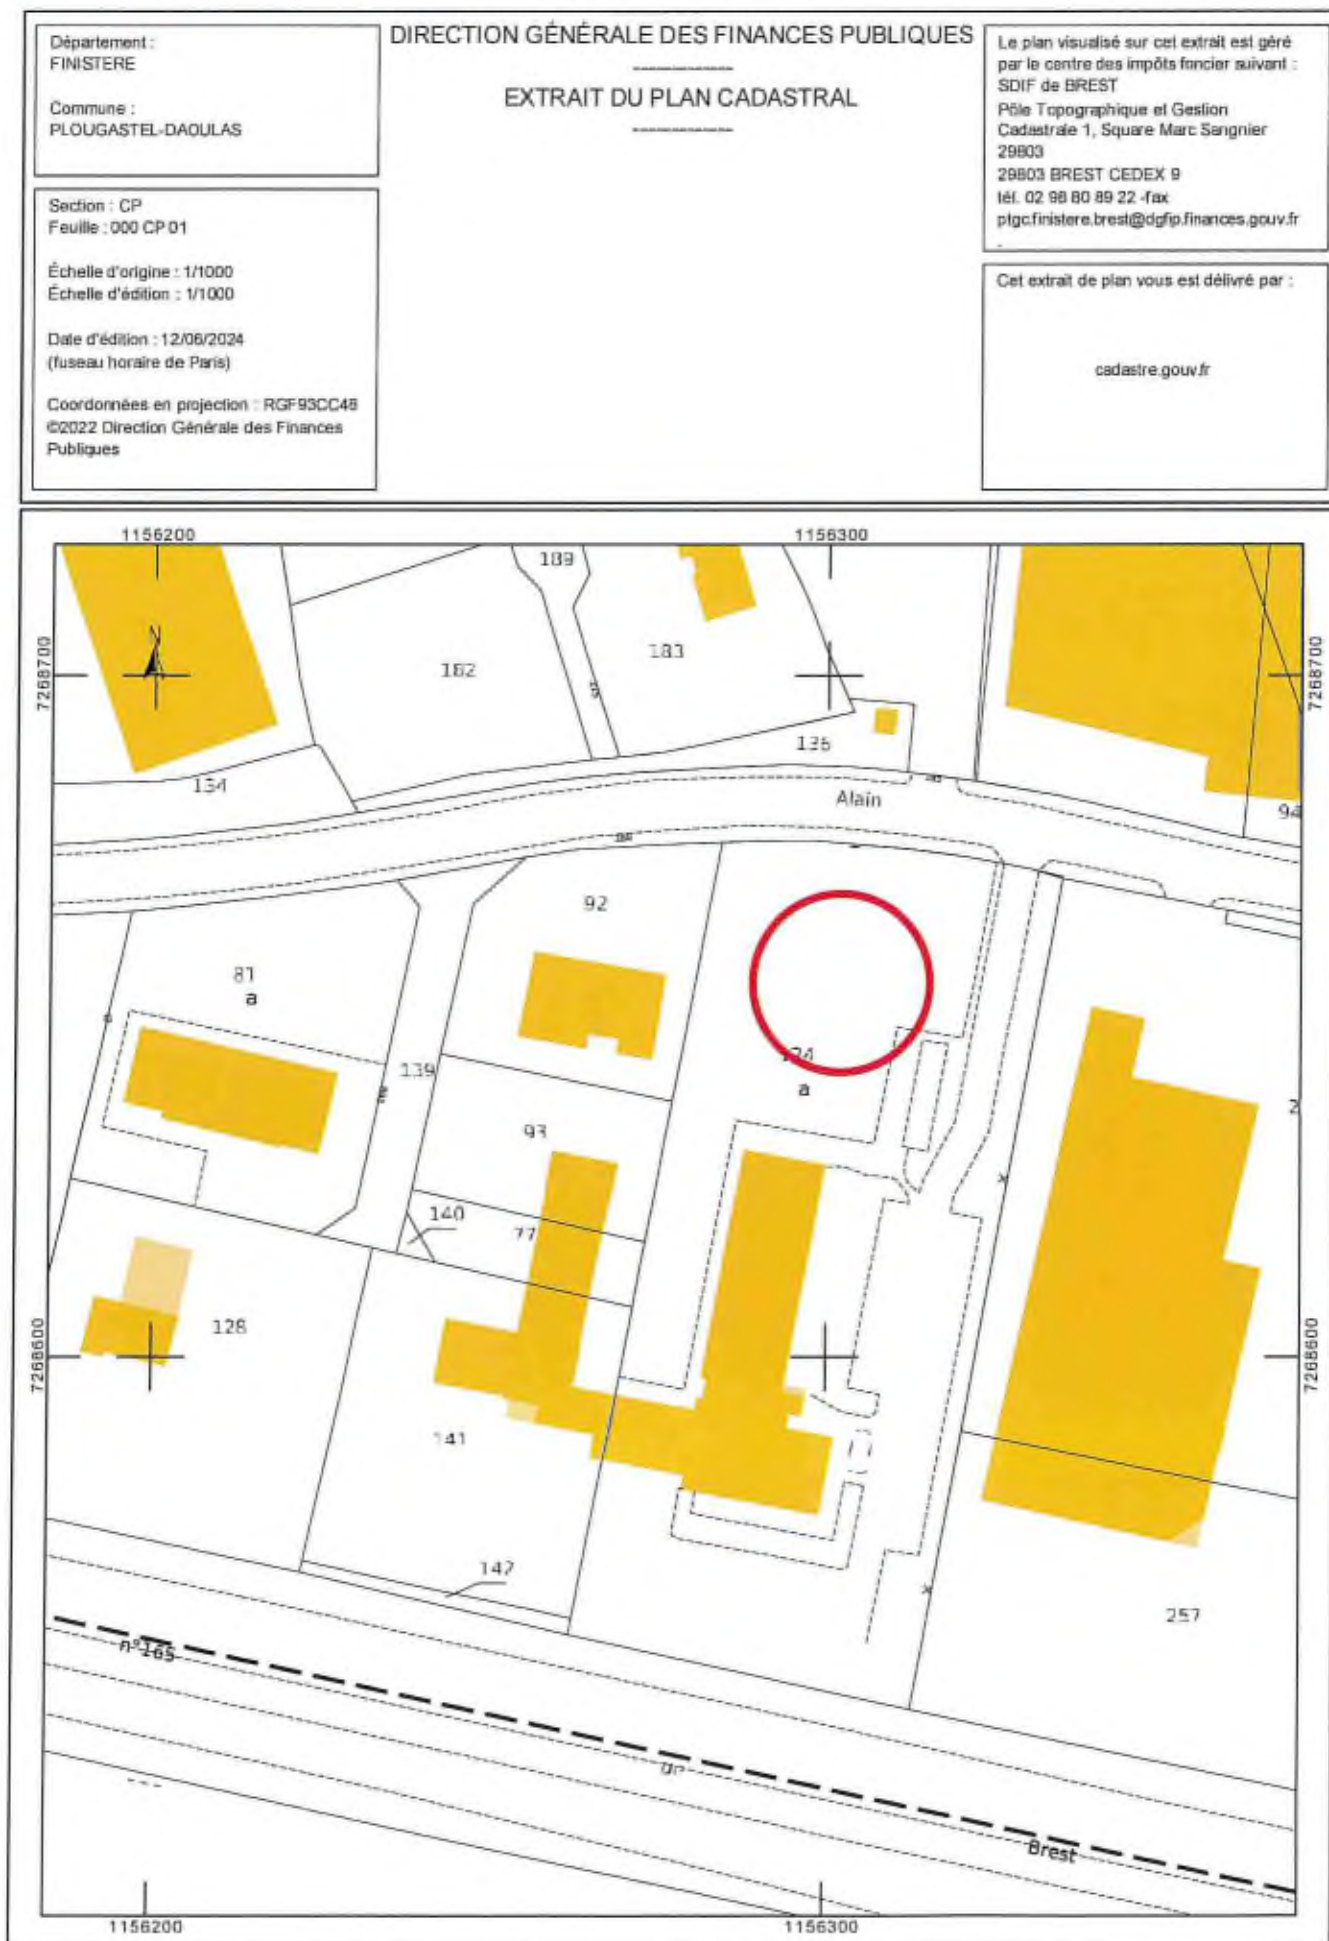 Département :
FINISTERE
Commune :
PLOUGASTEL-DAOULAS
Section : CP
Feuille : 000 CP 01
Échelle d'origine : 1/1000
Échelle d'édition : 1/1000
Date d'édition : 12/06/2024
(fuseau horaire de Paris)
Coordonnées en projection : RGF93CC48
©2022 Direction Générale des Finances
Publiques
DIRECTION GÉNÉRALE DES FINANCES PUBLIQUES
EXTRAIT DU PLAN CADASTRAL
Le plan visualisé sur cet extrait est géré
par le centre des impôts foncier suivant :
SDIF de BREST
Pôle Topographique et Gestion
Cadastrale 1, Square Marc Sangnier
29803
29803 BREST CEDEX 9
tél. 02 98 80 89 22 -fax
ptgc.finistere.brest@dgfip.finances.gouv.fr
Cet extrait de plan vous est délivré par :
cadastre.gouv.fr
1156200
1156300
189
183
182
7268700
7268700
135
134
Alain
94
92
81
a
139
a
93
2
140
77
128
7268600
7268600
141
147
257
n°165
Brest
1156200
1156300